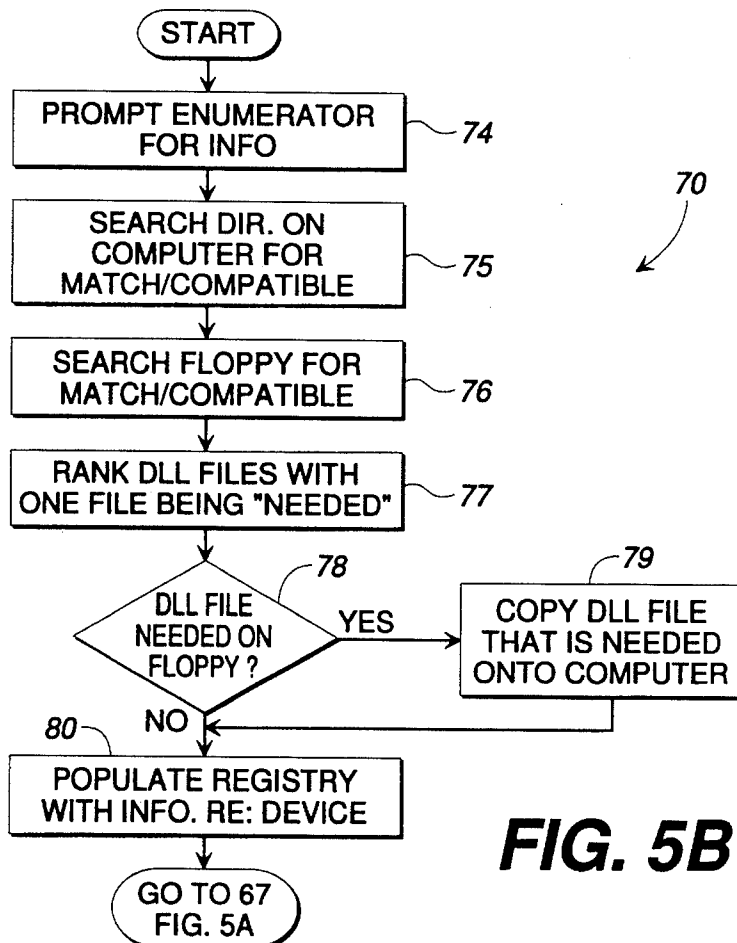 START
PROMPT ENUMERATOR
FOR INFO
74
70
SEARCH DIR. ON
COMPUTER FOR
MATCH/COMPATIBLE
75
SEARCH FLOPPY FOR
MATCH/COMPATIBLE
76
RANK DLL FILES WITH
ONE FILE BEING "NEEDED"
77
78
DLL FILE
NEEDED ON
FLOPPY ?
YES
79
COPY DLL FILE
THAT IS NEEDED
ONTO COMPUTER
NO
80
POPULATE REGISTRY
WITH INFO. RE: DEVICE
FIG. 5B
GO TO 67
FIG. 5A